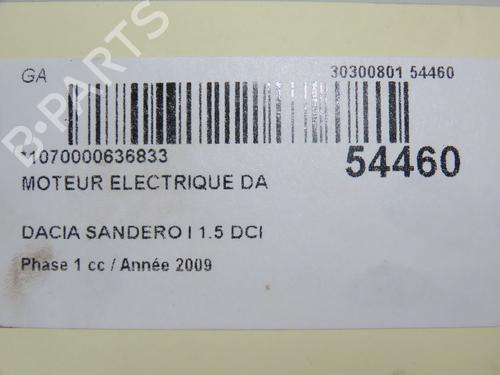 GA
30300801 54460
*1070000636833
54460
MOTEUR ELECTRIQUE DA
DACIA SANDERO I 1.5 DCI
Phase 1 cc / Année 2009
B-PARTS